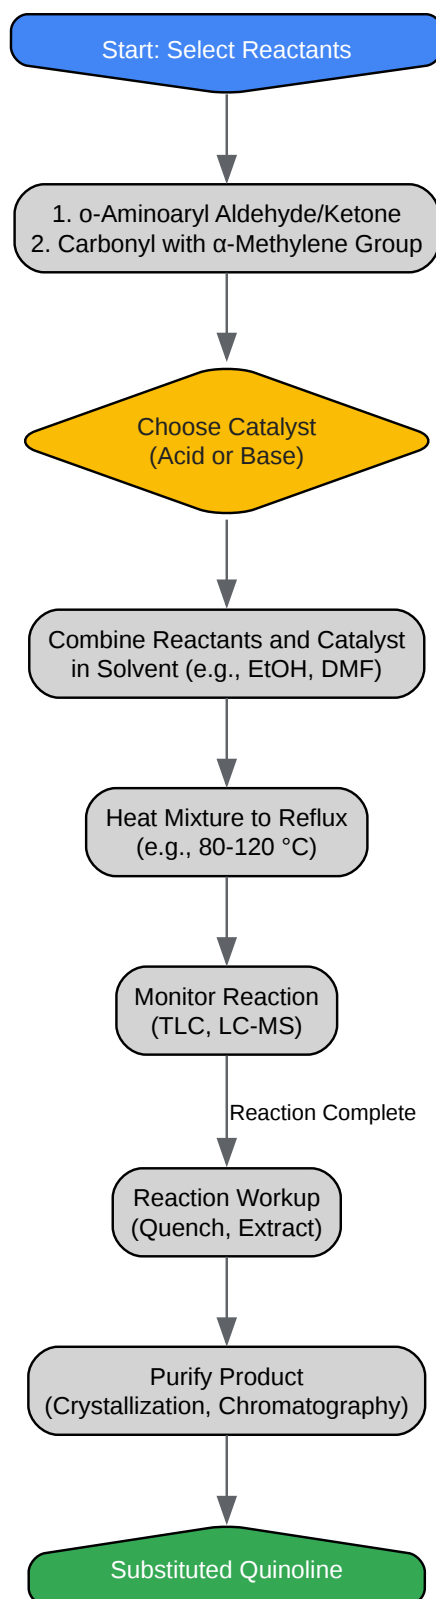 Start: Select Reactants
1. o-Aminoaryl Aldehyde/Ketone
2. Carbonyl with α-Methylene Group
Choose Catalyst
(Acid or Base)
Combine Reactants and Catalyst
in Solvent (e.g., EtOH, DMF)
Heat Mixture to Reflux
(e.g., 80-120 °C)
Monitor Reaction
(TLC, LC-MS)
Reaction Complete
Reaction Workup
(Quench, Extract)
Purify Product
(Crystallization, Chromatography)
Substituted Quinoline